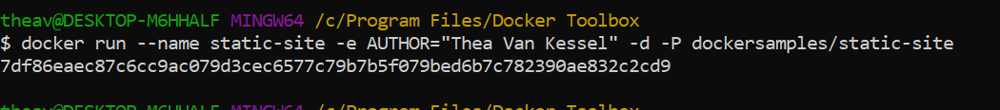 theav@DESKTOP-M6HHALF MINGW64 /c/Program Files/Docker Toolbox
$ docker run --name static-site -e AUTHOR="Thea Van Kessel" -d -P dockersamples/static-site
7df86eaec87c6cc9ac079d3cec6577c79b7b5f079bed6b7c782390ae832c2cd9
theav@DESKTOP-M6HHALF MINGW64 /c/Program Files/Docker Toolbox